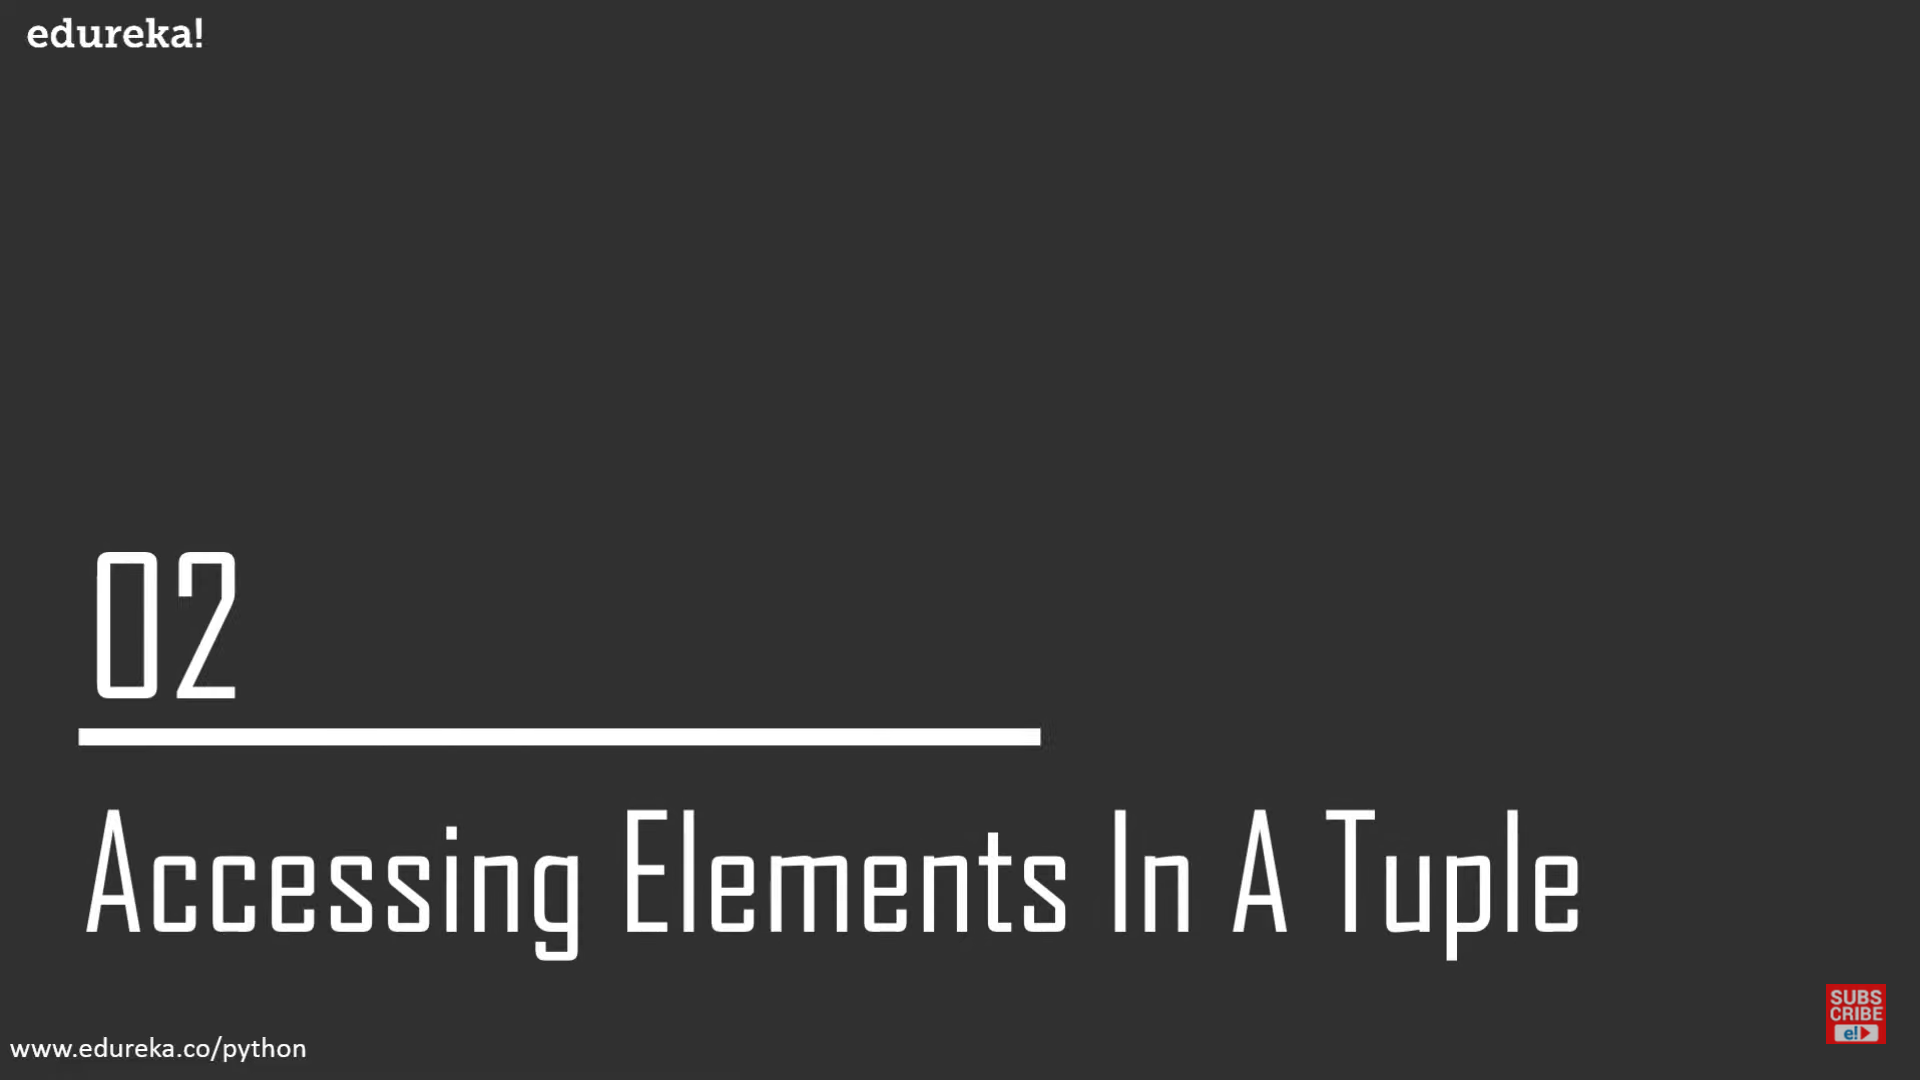 edureka!
02
Accessing Elements In A Tuple
SUBS
CRIBE
e!
www.edureka.co/python